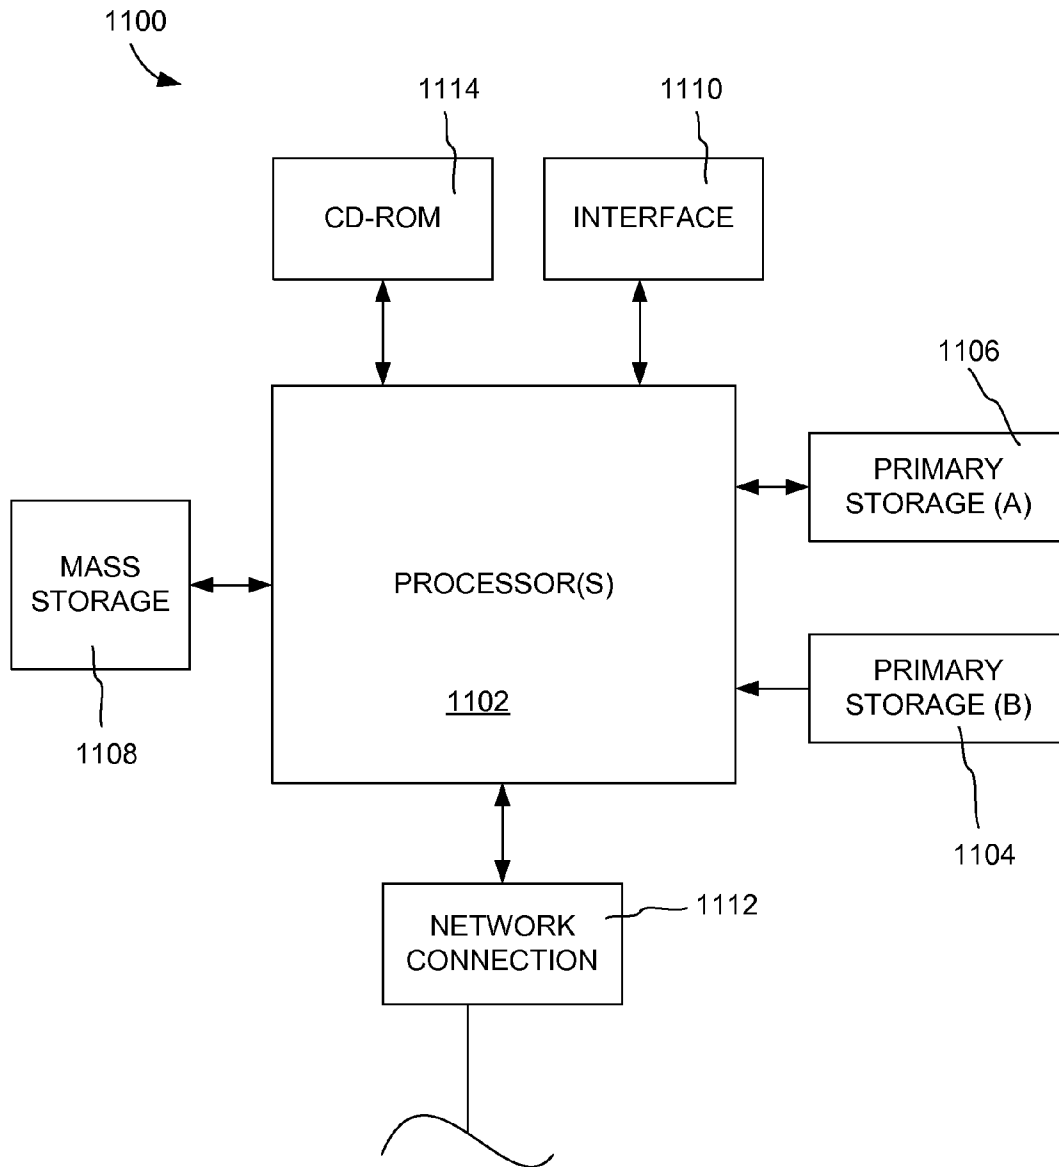 1100
1114
1110
CD-ROM
INTERFACE
1106
PRIMARY
STORAGE (A)
MASS
STORAGE
PROCESSOR(S)
PRIMARY
STORAGE (B)
1102
1108
1104
1112
NETWORK
CONNECTION